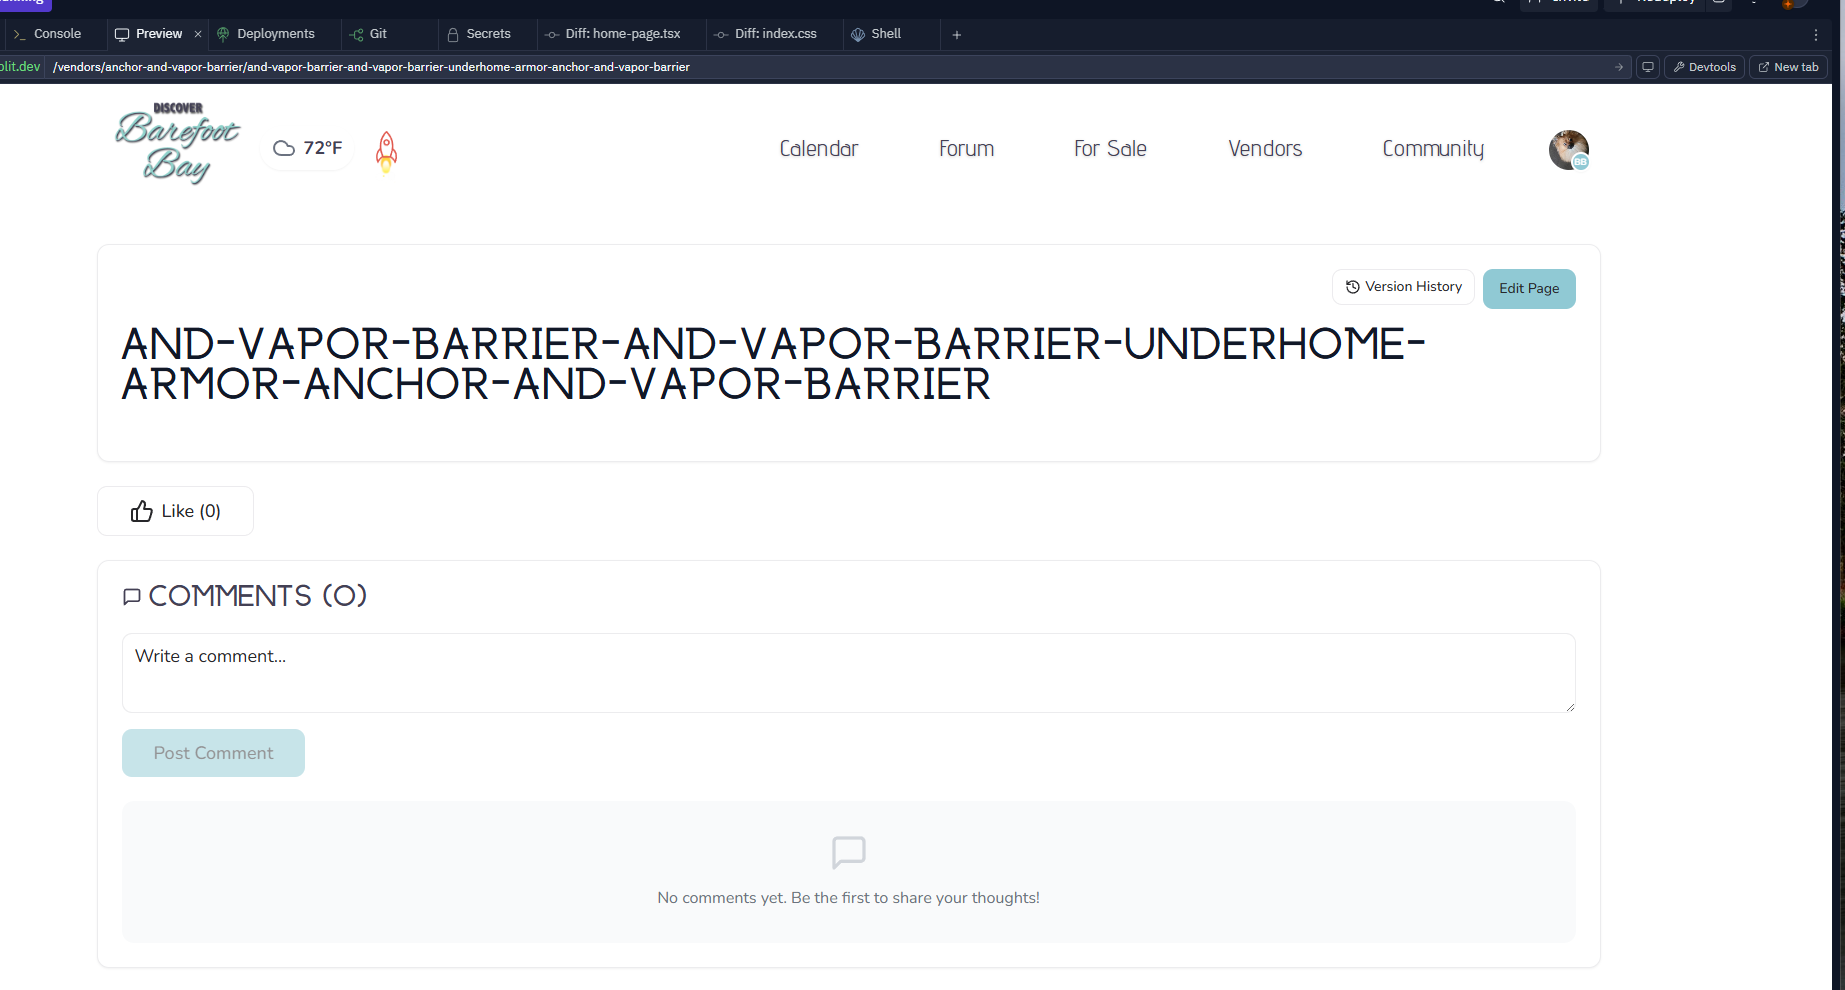 Console
Preview
Deployments
Git
Secrets
Diff: home-page.tsx
Diff: index.css
Shell
/vendors/anchor-and-vapor-barrier/and-vapor-barrier-and-vapor-barrier-underhome-armor-anchor-and-vapor-barrier
Devtools
New tab
DISCOVER
Barefoot
Bay
72°F
Calendar
Forum
For Sale
Vendors
Community
BB
Version History
Edit Page
AND-VAPOR-BARRIER-AND-VAPOR-BARRIER-UNDERHOME-
ARMOR-ANCHOR-AND-VAPOR-BARRIER
Like (0)
COMMENTS (0)
Write a comment...
Post Comment
No comments yet. Be the first to share your thoughts!